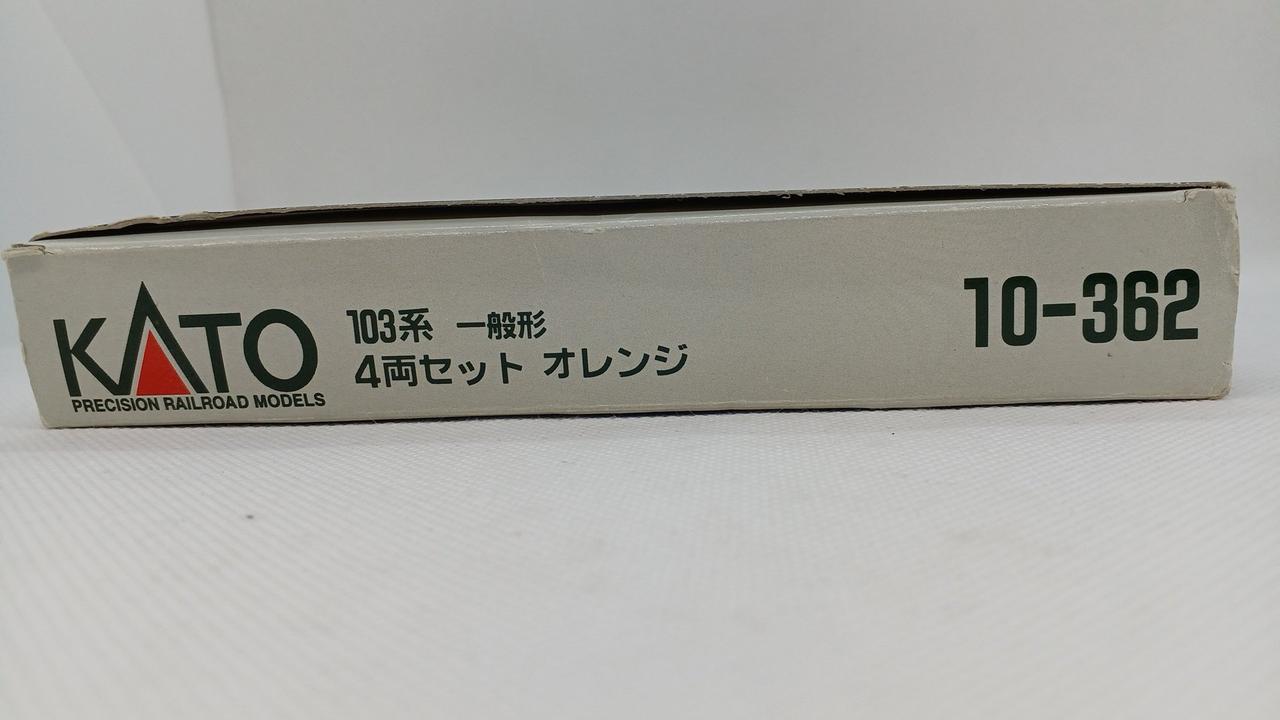 KATO
PRECISION RAILROAD MODELS
103系 一般形
4両セット オレンジ
10-362